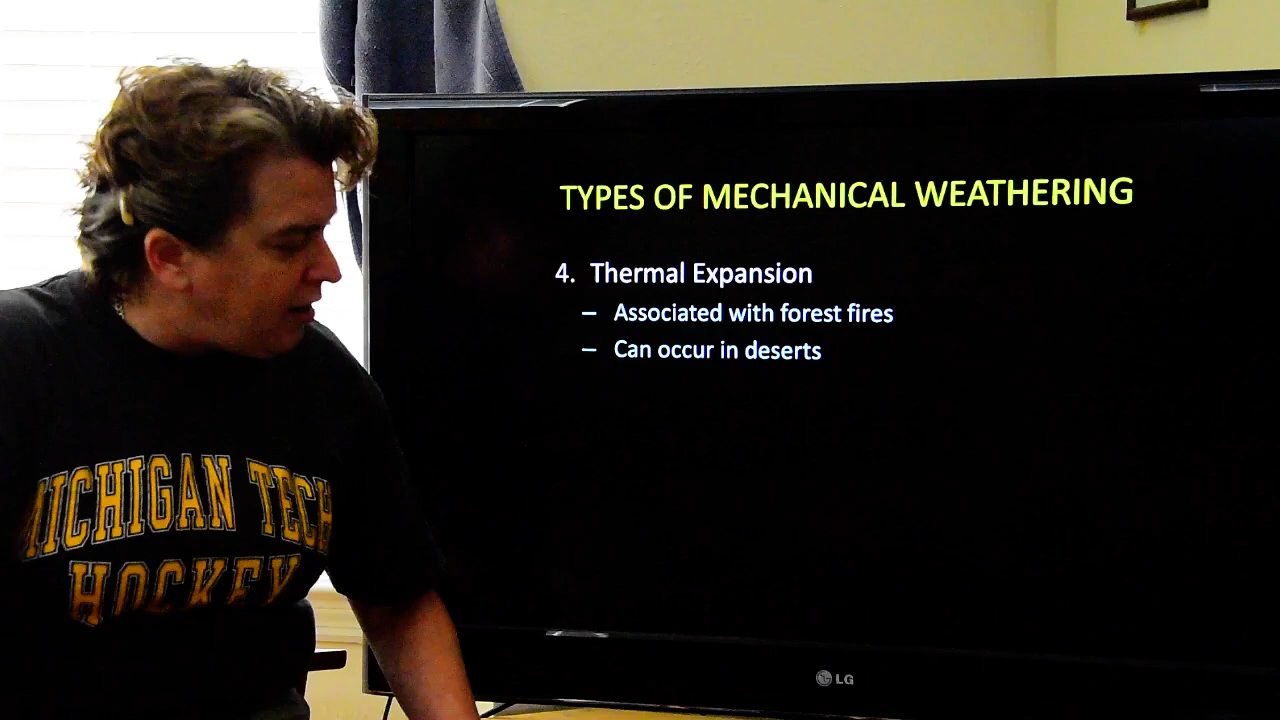 TYPES OF MECHANICAL WEATHERING
4. Thermal Expansion
– Associated with forest fires
– Can occur in deserts
MICHIGAN TECH
HOCKEY
LG